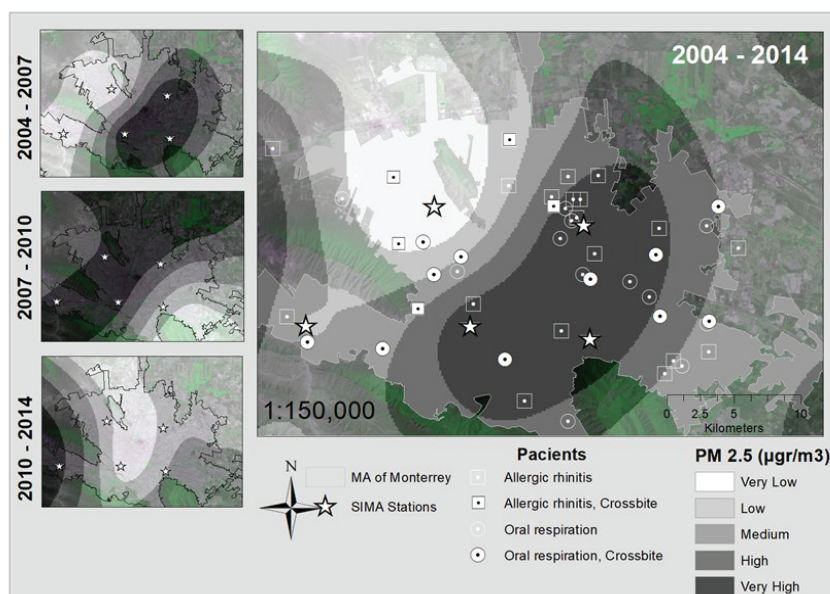 2004 - 2007
2007 - 2010
2010 - 2014
2004 - 2014
1:150,000
0 2.5 5 10
Kilometers
N
MA of Monterrey
SIMA Stations
Pacients
Allergic rhinitis
Allergic rhinitis, Crossbite
Oral respiration
Oral respiration, Crossbite
PM 2.5 (µgr/m3)
Very Low
Low
Medium
High
Very High